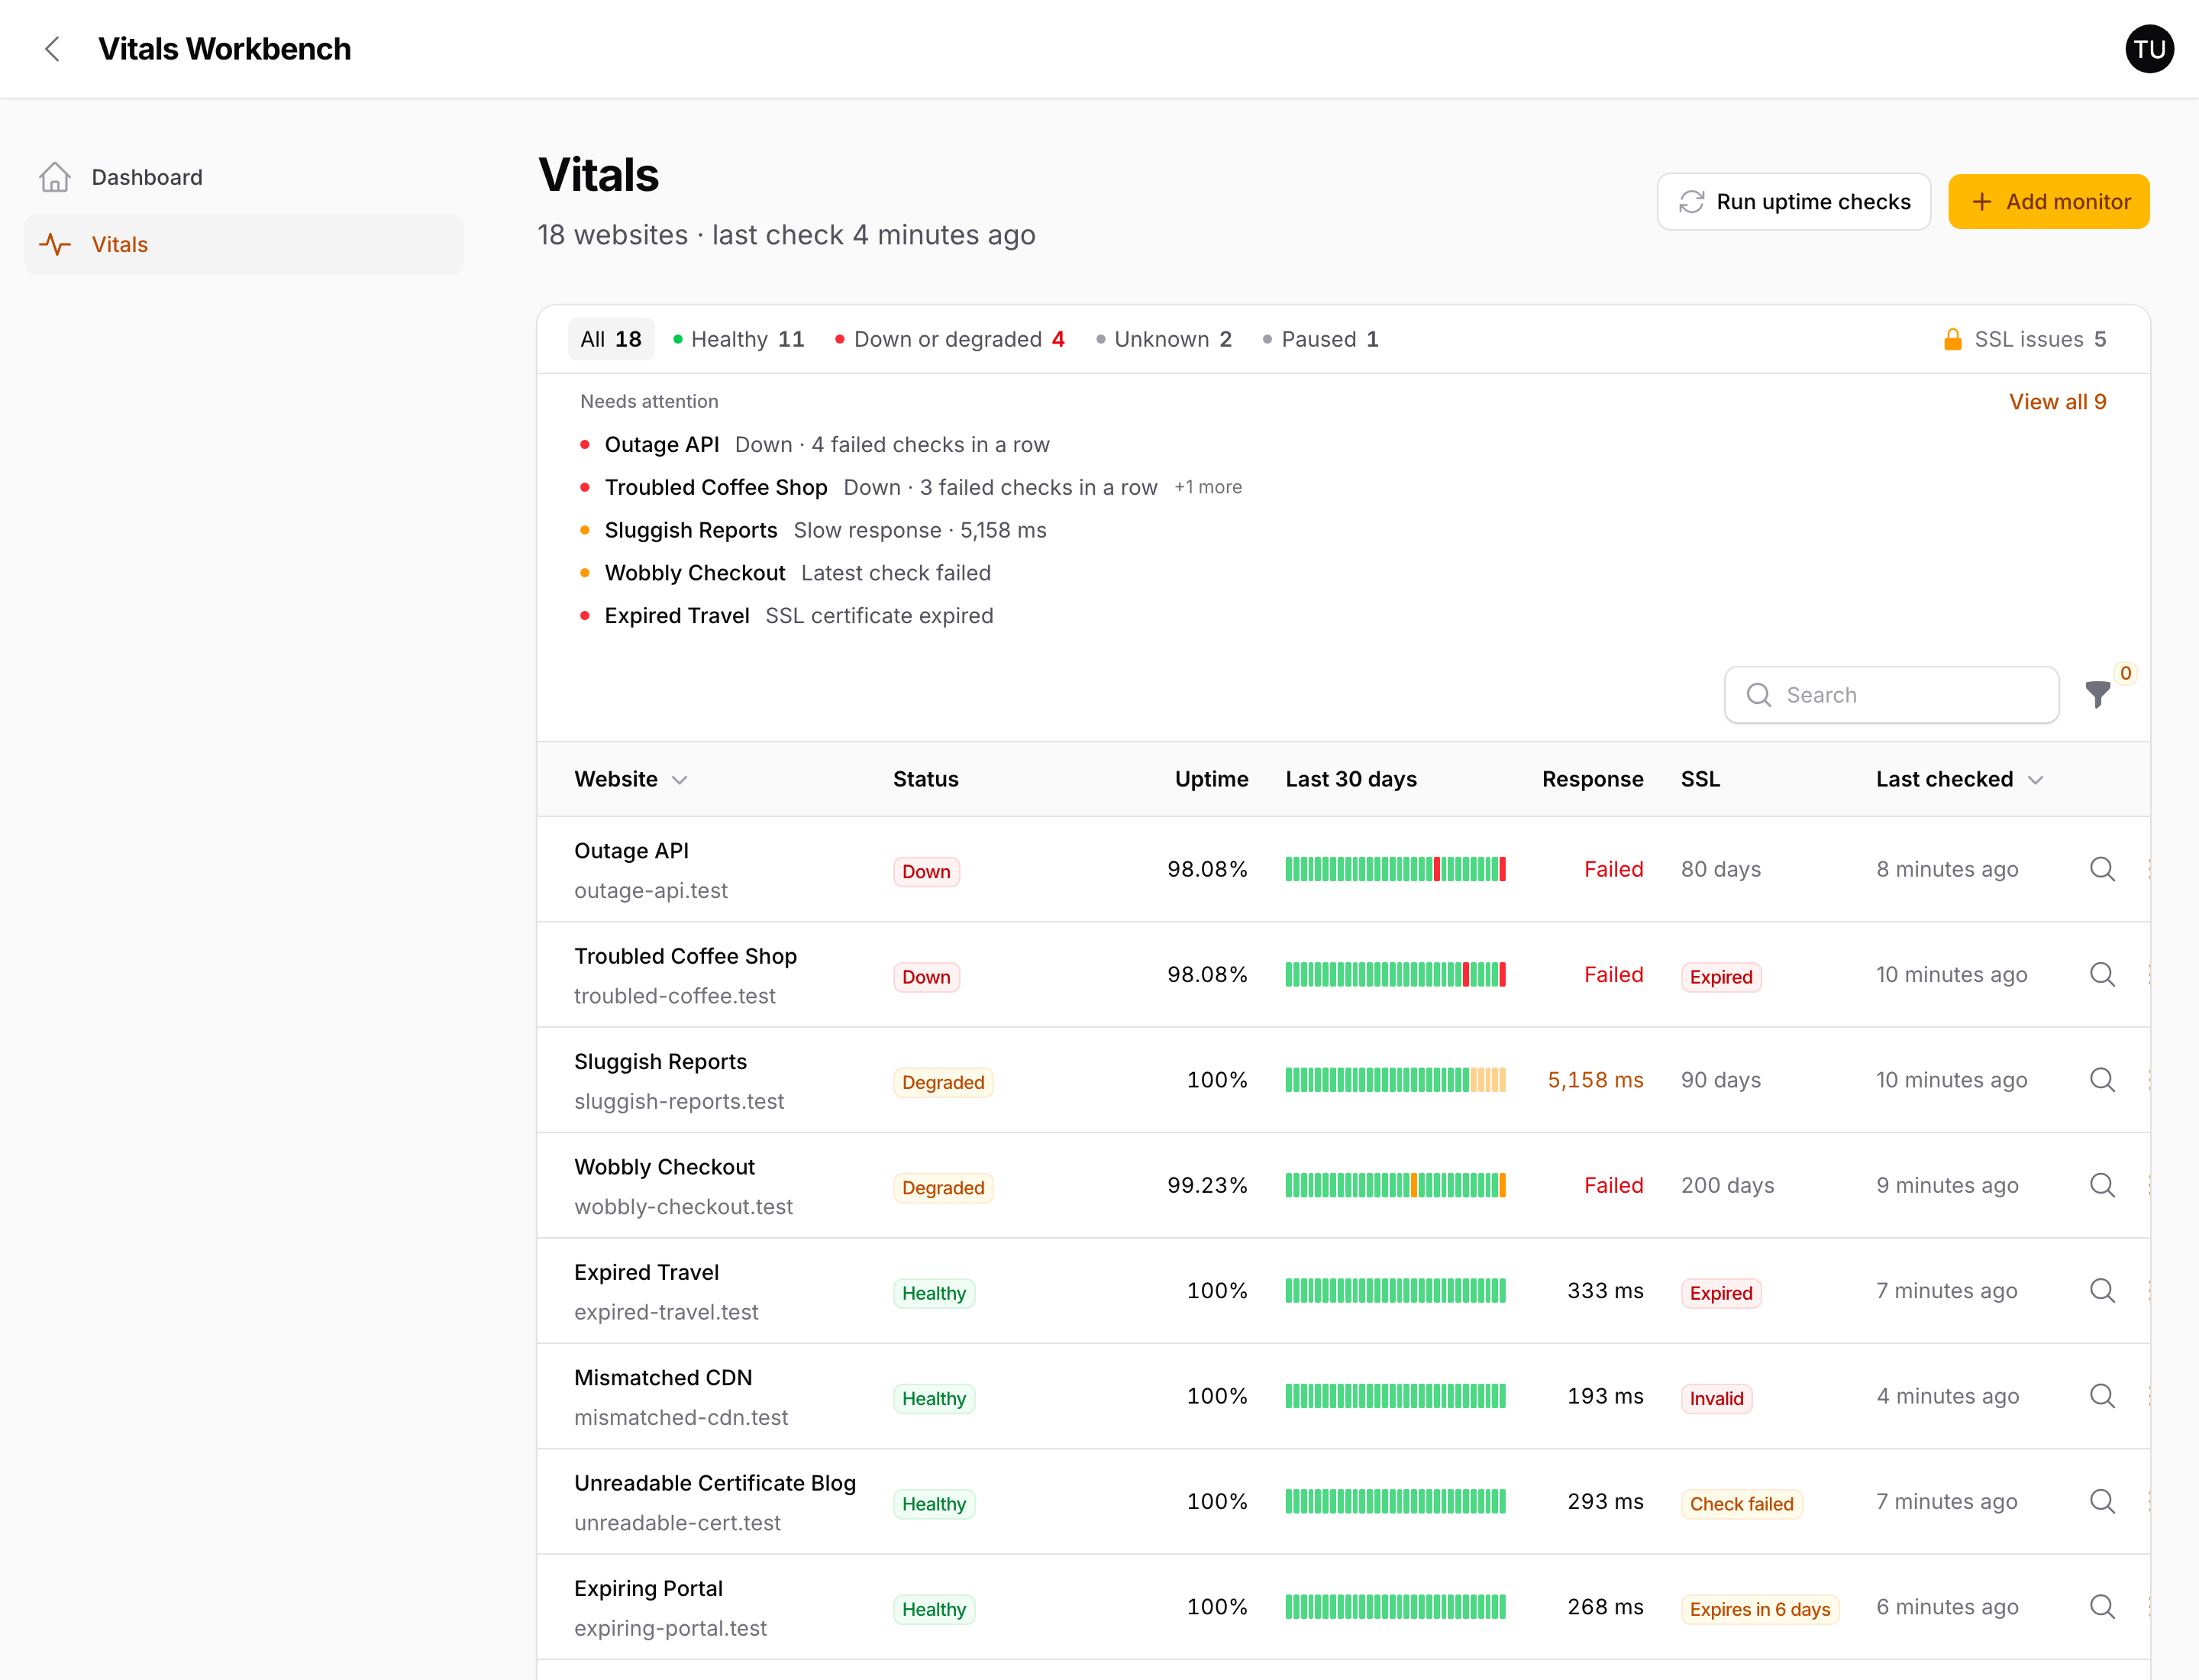 Vitals Workbench
TU
Dashboard
Vitals
Vitals
18 websites · last check 4 minutes ago
Run uptime checks
Add monitor
All 18 Healthy 11 Down or degraded 4 Unknown 2 Paused 1 SSL issues 5
Needs attention View all 9
Outage API Down · 4 failed checks in a row
Troubled Coffee Shop Down · 3 failed checks in a row +1 more
Sluggish Reports Slow response · 5,158 ms
Wobbly Checkout Latest check failed
Expired Travel SSL certificate expired
Search 0
Website Status Uptime Last 30 days Response SSL Last checked
Outage API
outage-api.test
Down 98.08% Failed 80 days 8 minutes ago
Troubled Coffee Shop
troubled-coffee.test
Down 98.08% Failed Expired 10 minutes ago
Sluggish Reports
sluggish-reports.test
Degraded 100% 5,158 ms 90 days 10 minutes ago
Wobbly Checkout
wobbly-checkout.test
Degraded 99.23% Failed 200 days 9 minutes ago
Expired Travel
expired-travel.test
Healthy 100% 333 ms Expired 7 minutes ago
Mismatched CDN
mismatched-cdn.test
Healthy 100% 193 ms Invalid 4 minutes ago
Unreadable Certificate Blog
unreadable-cert.test
Healthy 100% 293 ms Check failed 7 minutes ago
Expiring Portal
expiring-portal.test
Healthy 100% 268 ms Expires in 6 days 6 minutes ago